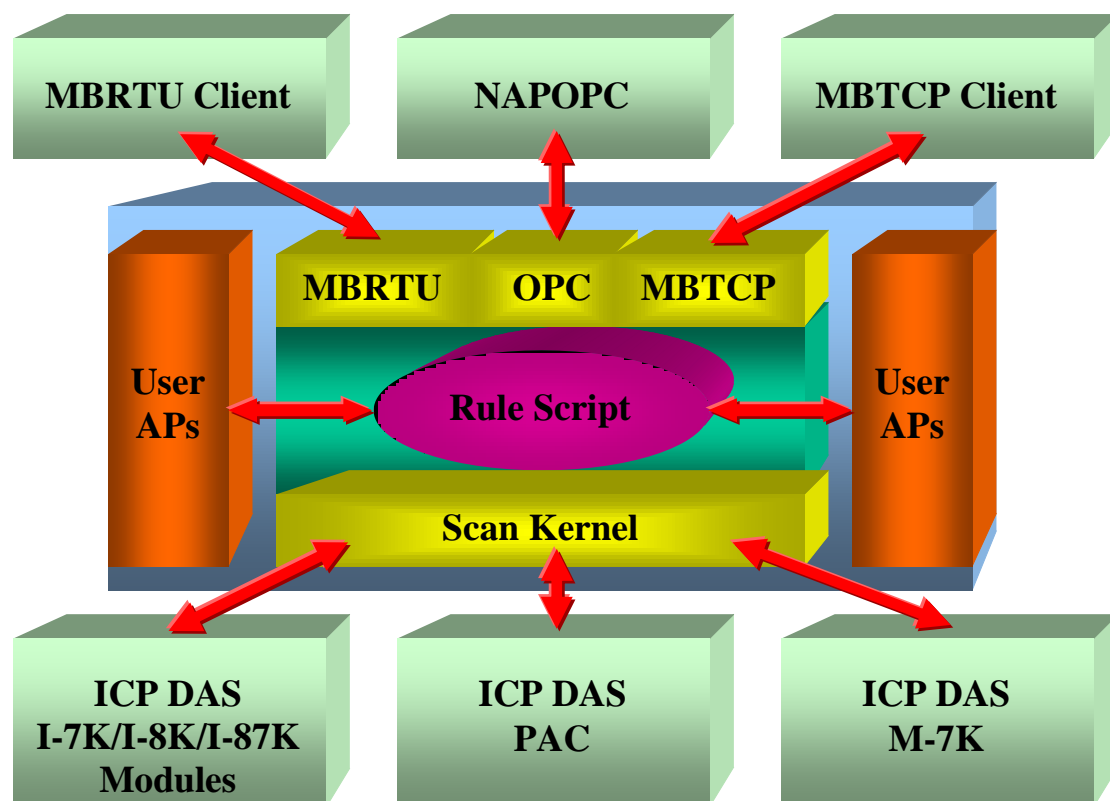 MBRTU Client
NAPOPC
MBTCP Client
MBRTU
OPC
MBTCP
User
APs
Rule Script
User
APs
Scan Kernel
ICP DAS
I-7K/I-8K/I-87K
Modules
ICP DAS
PAC
ICP DAS
M-7K